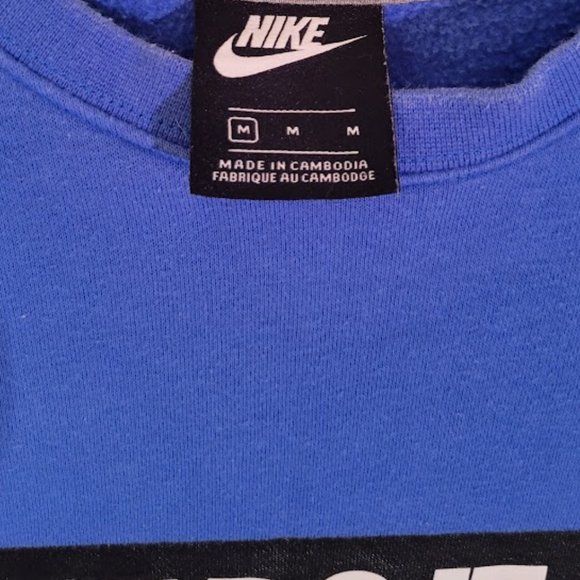 NIKE
M M M
MADE IN CAMBODIA
FABRIQUE AU CAMBODGE